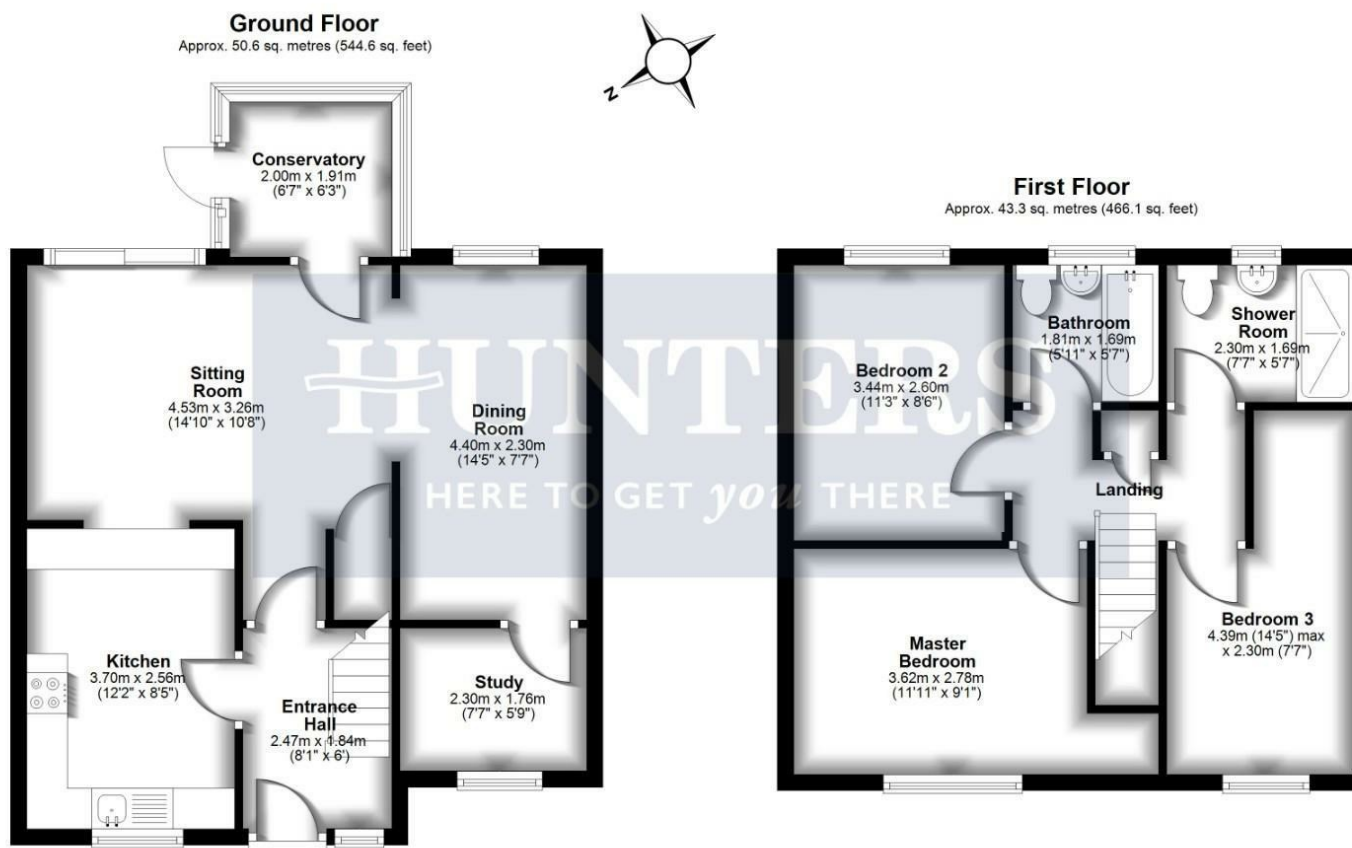 Ground Floor
Approx. 50.6 sq. metres (544.6 sq. feet)
N
Conservatory
2.00m x 1.91m
(6'7" x 6'3")
Sitting
Room
4.53m x 3.26m
(14'10" x 10'8")
Dining
Room
4.40m x 2.30m
(14'5" x 7'7")
Kitchen
3.70m x 2.56m
(12'2" x 8'5")
Entrance
Hall
2.47m x 1.84m
(8'1" x 6')
Study
2.30m x 1.76m
(7'7" x 5'9")
First Floor
Approx. 43.3 sq. metres (466.1 sq. feet)
Bedroom 2
3.44m x 2.60m
(11'3" x 8'6")
Bathroom
1.81m x 1.69m
(5'11" x 5'7")
Shower
Room
2.30m x 1.69m
(7'7" x 5'7")
Landing
Master
Bedroom
3.62m x 2.78m
(11'11" x 9'1")
Bedroom 3
4.39m (14'5") max
x 2.30m (7'7")
HUNTERS
HERE TO GET you THERE